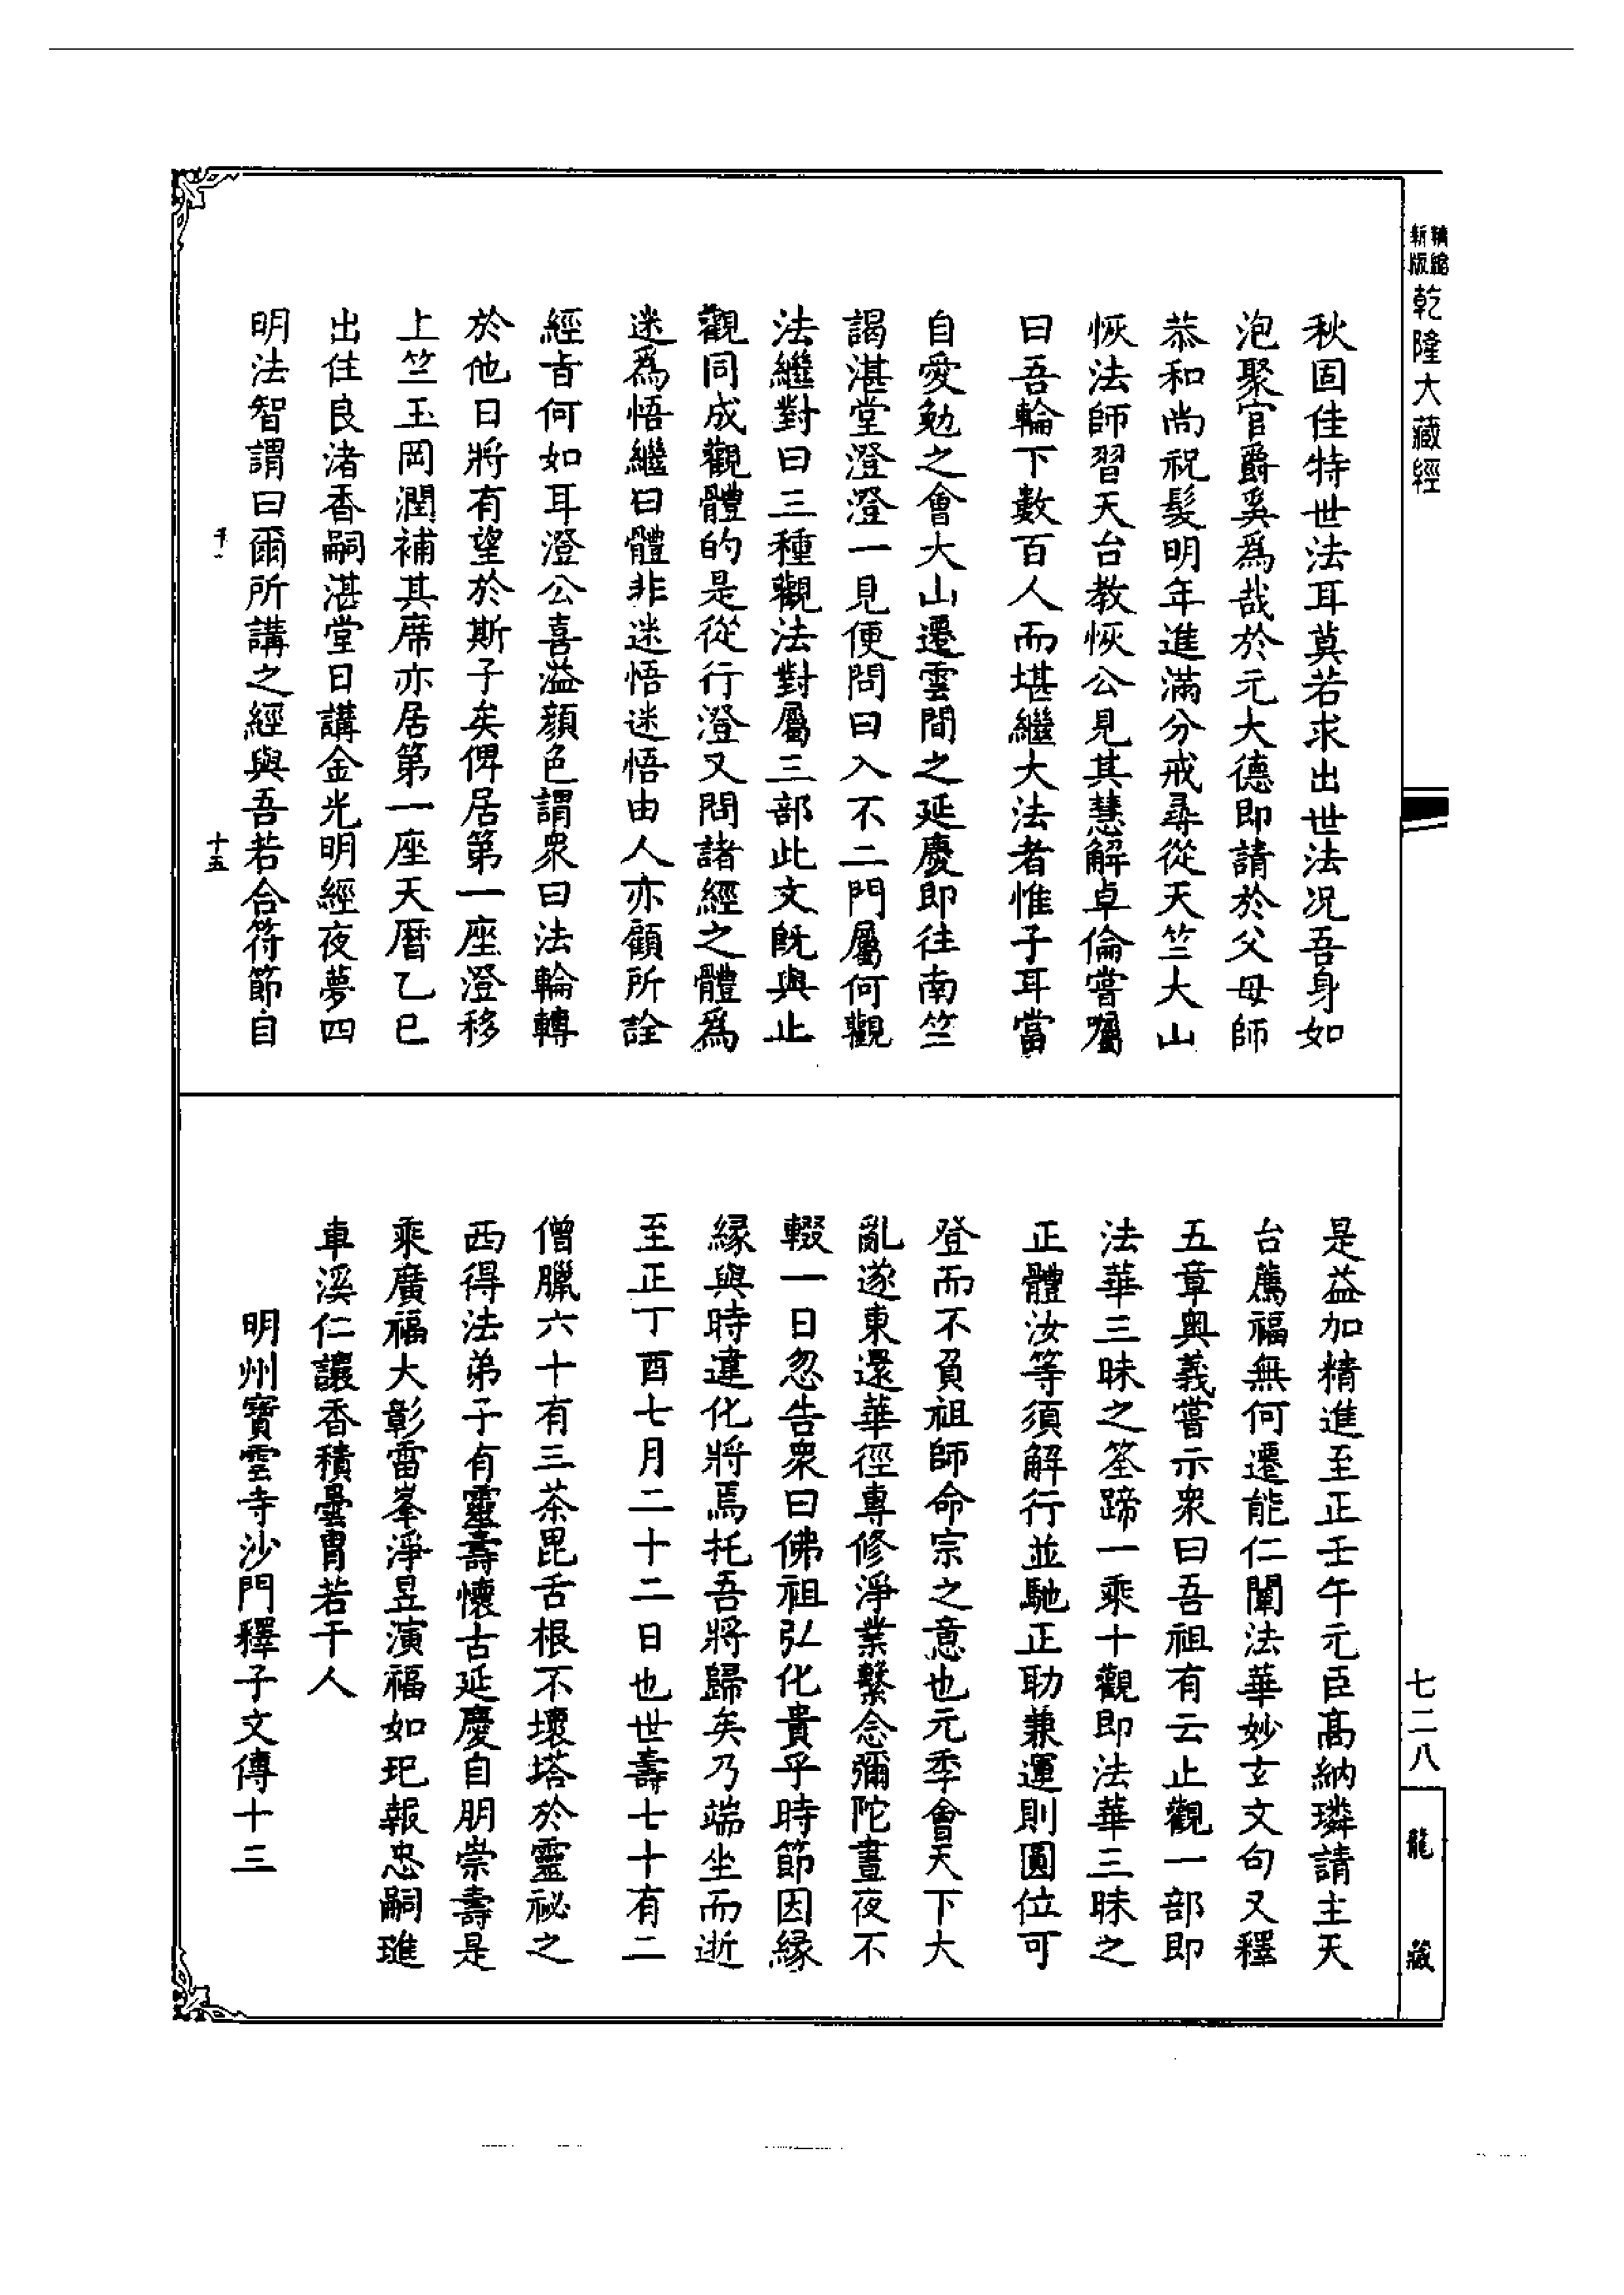 精縮新版乾隆大藏經
秋固佳特世法耳莫若求出世法况吾身如
泡聚官爵奚為哉於元大德即請於父母師
恭和尚祝髮明年進滿分戒尋從天竺大山
恢法師習天台教恢公見其慧解卓倫嘗囑
曰吾輪下數百人而堪繼大法者惟子耳當
自愛勉之會大山遷雲間之延慶即往南竺
謁湛堂澄澄一見便問曰入不二門屬何觀
法繼對曰三種觀法對屬三部此文既與止
觀同成觀體的是從行澄又問諸經之體為
迷為悟繼曰體非迷悟迷悟由人亦顧所詮
經旨何如耳澄公喜溢顏色謂眾曰法輪轉
於他日將有望於斯子矣俾居第一座澄移
上竺玉岡潤補其席亦居第一座天曆乙巳
出住良渚香嗣湛堂日講金光明經夜夢四
明法智謂曰爾所講之經與吾若合符節自
十五
是益加精進至正壬午元臣高納璘請主天
台薦福無何遷能仁闡法華妙玄文句又釋
五章奥義嘗示衆曰吾祖有云止觀一部即
法華三昧之筌蹄一乘十觀即法華三昧之
正體汝等須解行並馳正助兼運則圓位可
登而不負祖師命宗之意也元季會天下大
亂遂東還華徑專修淨業繫念彌陀晝夜不
輟一日忽告衆曰佛祖弘化貴乎時節因緣
緣與時違化將焉托吾將歸矣乃端坐而逝
至正丁酉七月二十二日也世壽七十有二
僧臘六十有三茶毘舌根不壞塔於靈祕之
西得法弟子有靈壽懷古延慶自朋崇壽是
乘廣福大彰雷峯淨昱演福如玘報忠嗣璡
車溪仁讓香積曇胄若干人
明州寶雲寺沙門釋子文傳十三
七二八
龍藏